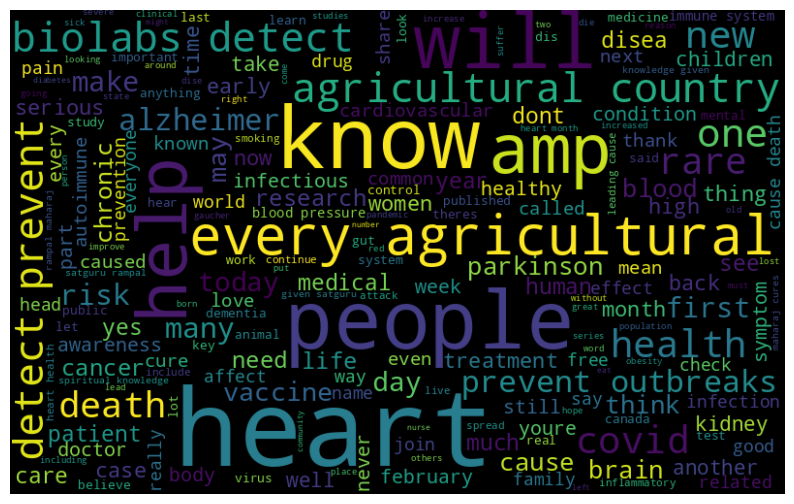 severe clinical studies increase might two die immune system medicine reason
biolabs detect time last learn share look will dis disea new
sick looking around important come suffer next children knowledge given
pain make drug take anything agricultural country
diabetes dise going state early right cardiovascular condition mental
serious study alzheimer smoking heart month increased
every known know dont amp one
detect prevent person autoimmune chronic prevention everyone may now hear infectious common year thank said rare
help gaucher control healthy blood thing leading cause death
world research women published called high cause death
part blood pressure pandemic theres old
caused number every agricultural
rampal maharaj improve work continue red gut system parkinson mean see lost
satguru rampal put today medical week human effect back
head risk born given satguru attack without must maharaj cures
public love people great month first symptom
let many dementia animal series word population
yes key health
awareness cure need life even treatment free check
cancer affect way day obesity eat
spiritual knowledge include lead heart health vaccine name live prevent outbreaks
death lot hope still say think infection
patient really community nurse spread youre canada kidney
doctor heart join much real covid test good
including others cause brain another
care case never family
believe body virus well place february left inflammatory related